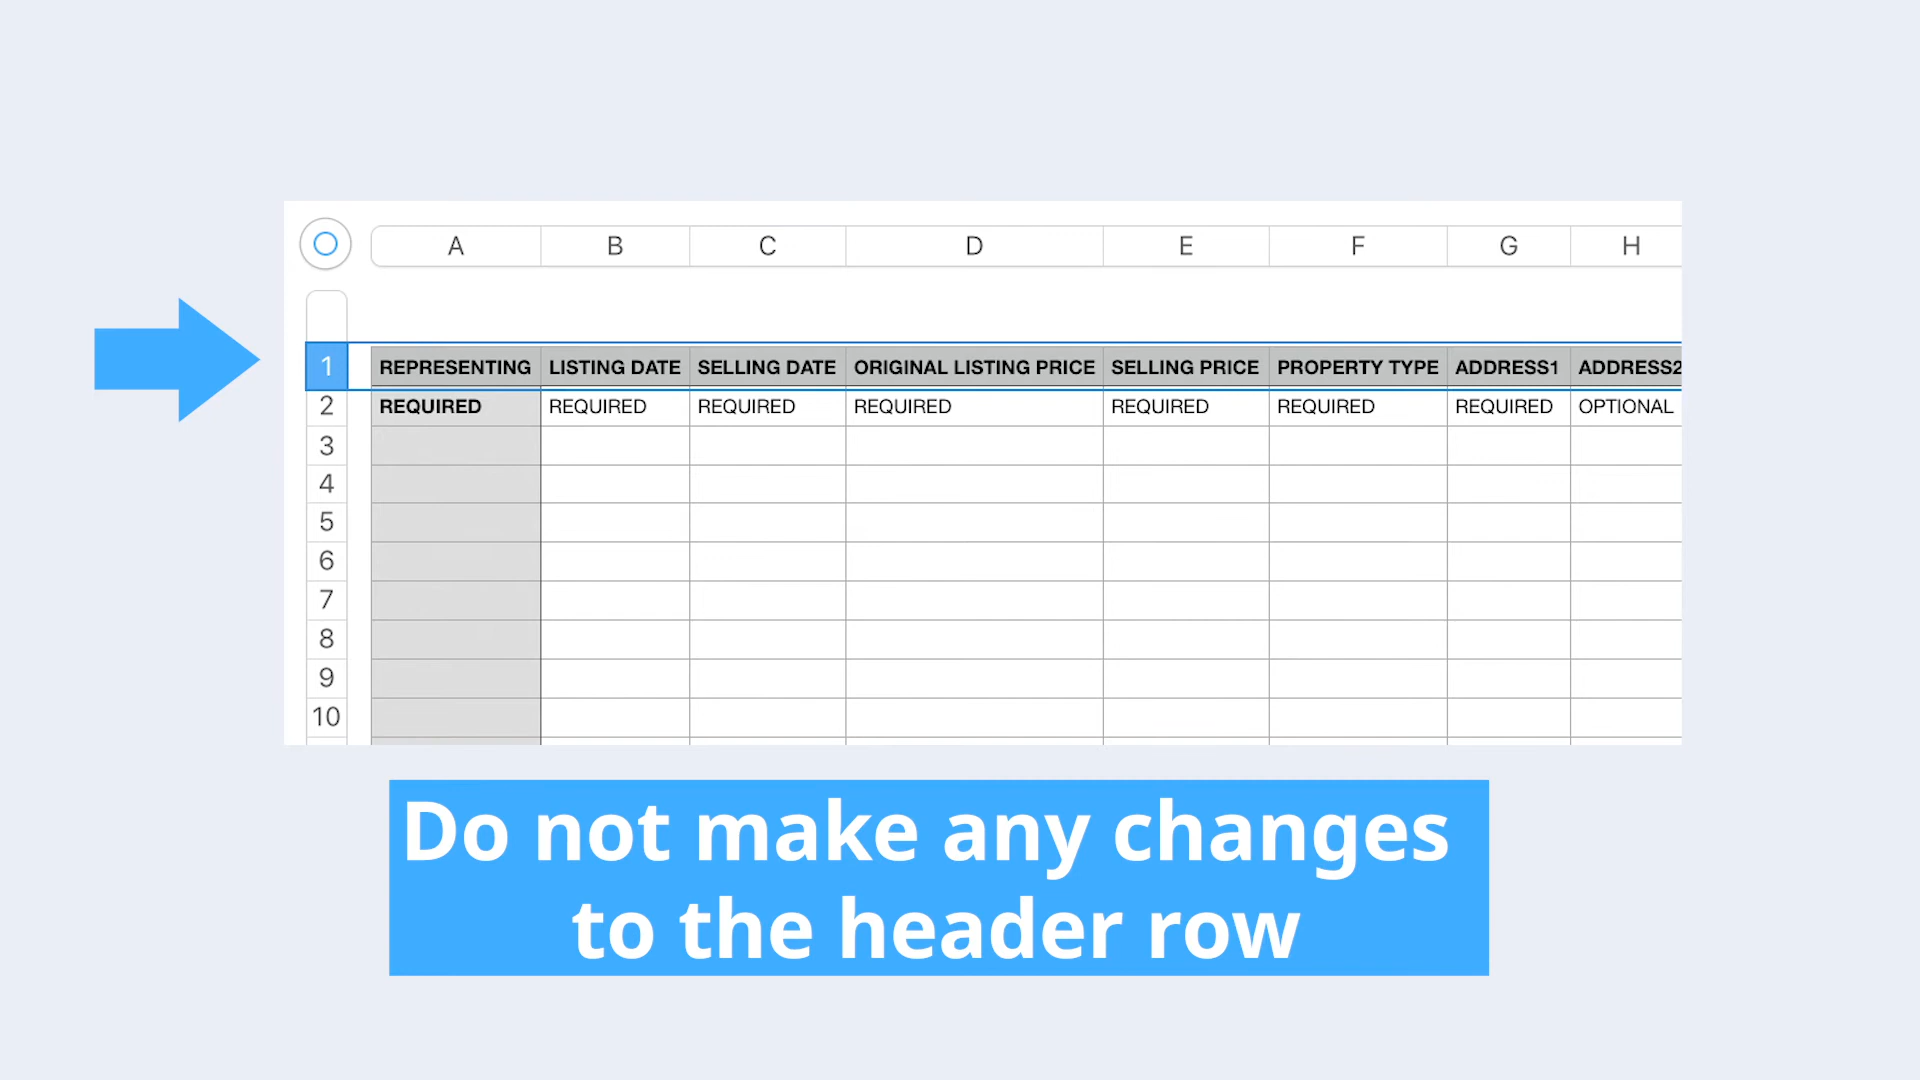 A B C D E F G H
1 REPRESENTING LISTING DATE SELLING DATE ORIGINAL LISTING PRICE SELLING PRICE PROPERTY TYPE ADDRESS1 ADDRESS2
2 REQUIRED REQUIRED REQUIRED REQUIRED REQUIRED REQUIRED REQUIRED OPTIONAL
3
4
5
6
7
8
9
10
Do not make any changes
to the header row